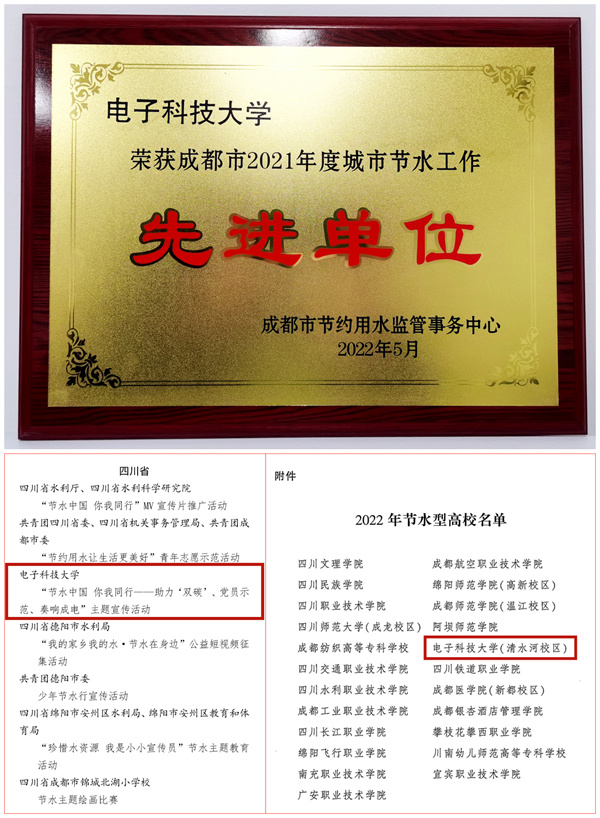 电子科技大学
荣获成都市2021年度城市节水工作
先进单位
成都市节约用水监管事务中心
2022年5月
四川省
四川省水利厅、四川省水利科学研究院
“节水中国 你我同行”MV宣传片推广活动
共青团四川省委、四川省机关事务管理局、共青团成
都市委
“节约用水让生活更美好”青年志愿示范活动
电子科技大学
“节水中国 你我同行——助力‘双碳’、党员示
范、奏响成电”主题宣传活动
四川省德阳市水利局
“我的家乡我的水·节水在身边”公益短视频征
集活动
共青团德阳市委
少年节水行宣传活动
四川省绵阳市安州区水利局、绵阳市安州区教育和体
育局
“珍惜水资源 我是小小宣传员”节水主题教育
活动
四川省成都市锦城北湖小学校
节水主题绘画比赛
附件
2022 年节水型高校名单
四川文理学院
四川民族学院
四川职业技术学院
四川师范大学(成龙校区)
成都纺织高等专科学校
四川交通职业技术学院
四川水利职业技术学院
成都工业职业技术学院
四川长江职业学院
绵阳飞行职业学院
南充职业技术学院
广安职业技术学院
成都航空职业技术学院
绵阳师范学院(高新校区)
成都师范学院(温江校区)
阿坝师范学院
电子科技大学(清水河校区)
四川铁道职业学院
成都医学院(新都校区)
成都银杏酒店管理学院
攀枝花攀西职业学院
川南幼儿师范高等专科学校
宜宾职业技术学院